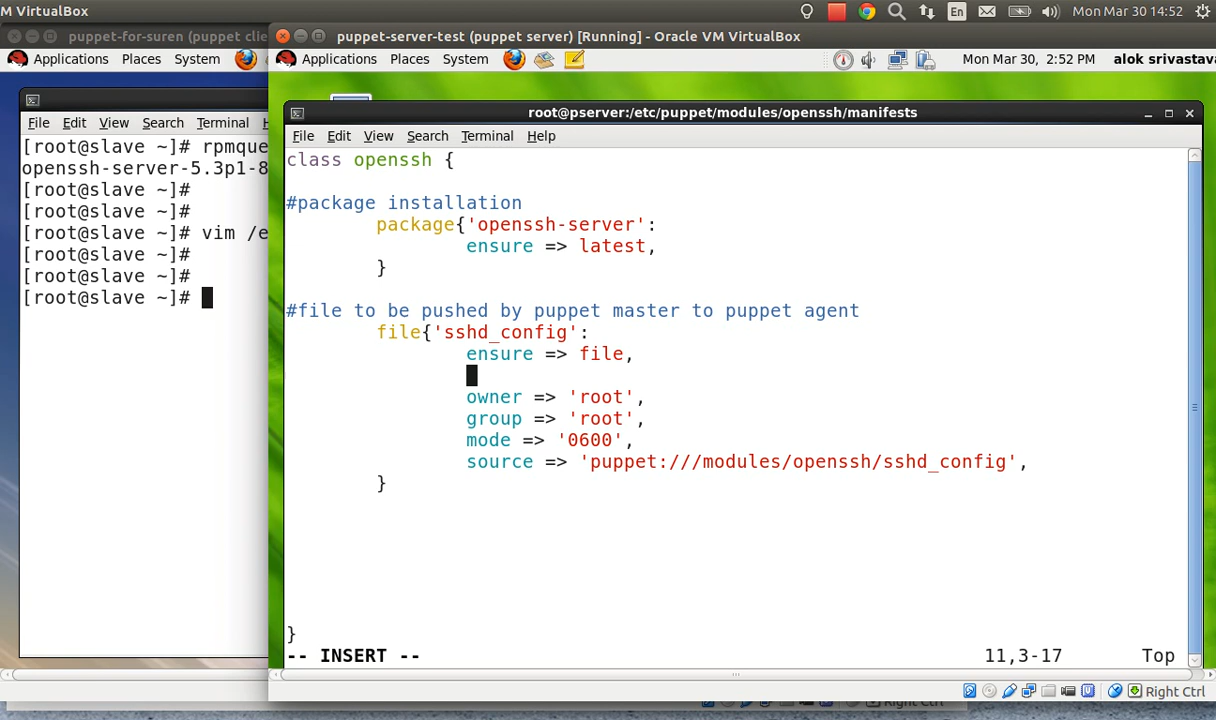 M VirtualBox
En
Mon Mar 30 14:52
puppet-for-suren (puppet clie
puppet-server-test (puppet server) [Running] - Oracle VM VirtualBox
Applications Places System
Applications Places System
Mon Mar 30, 2:52 PM
alok srivastava
root@pserver:/etc/puppet/modules/openssh/manifests
File Edit View Search Terminal H
File Edit View Search Terminal Help
[root@slave ~]# rpmque
openssh-server-5.3p1-8
[root@slave ~]#
[root@slave ~]#
[root@slave ~]# vim /e
[root@slave ~]#
[root@slave ~]#
[root@slave ~]#
class openssh {
#package installation
package{'openssh-server':
ensure => latest,
}
#file to be pushed by puppet master to puppet agent
file{'sshd_config':
ensure => file,
owner => 'root',
group => 'root',
mode => '0600',
source => 'puppet:///modules/openssh/sshd_config',
}
}
-- INSERT --
11,3-17
Top
Right Ctrl
Right Ctrl